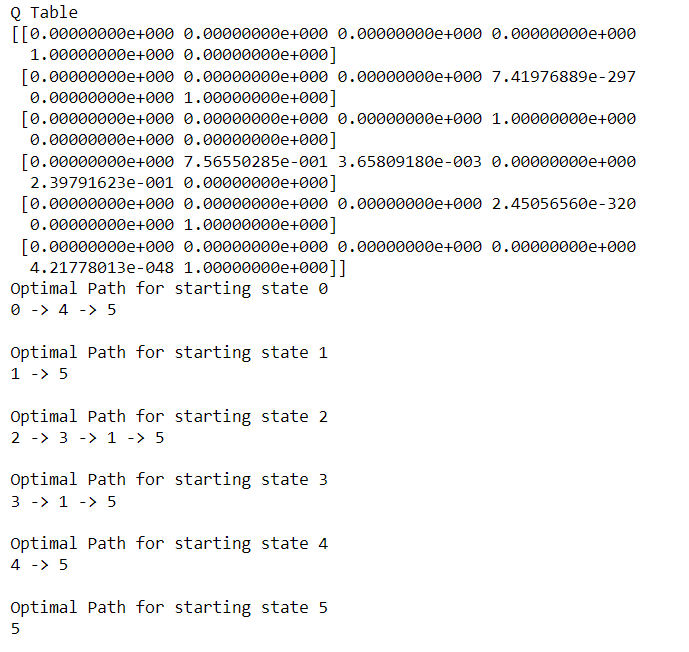 Q Table
[[0.00000000e+000 0.00000000e+000 0.00000000e+000 0.00000000e+000
1.00000000e+000 0.00000000e+000]
[0.00000000e+000 0.00000000e+000 0.00000000e+000 7.41976889e-297
0.00000000e+000 1.00000000e+000]
[0.00000000e+000 0.00000000e+000 0.00000000e+000 1.00000000e+000
0.00000000e+000 0.00000000e+000]
[0.00000000e+000 7.56550285e-001 3.65809180e-003 0.00000000e+000
2.39791623e-001 0.00000000e+000]
[0.00000000e+000 0.00000000e+000 0.00000000e+000 2.45056560e-320
0.00000000e+000 1.00000000e+000]
[0.00000000e+000 0.00000000e+000 0.00000000e+000 0.00000000e+000
4.21778013e-048 1.00000000e+000]]
Optimal Path for starting state 0
0 -> 4 -> 5
Optimal Path for starting state 1
1 -> 5
Optimal Path for starting state 2
2 -> 3 -> 1 -> 5
Optimal Path for starting state 3
3 -> 1 -> 5
Optimal Path for starting state 4
4 -> 5
Optimal Path for starting state 5
5